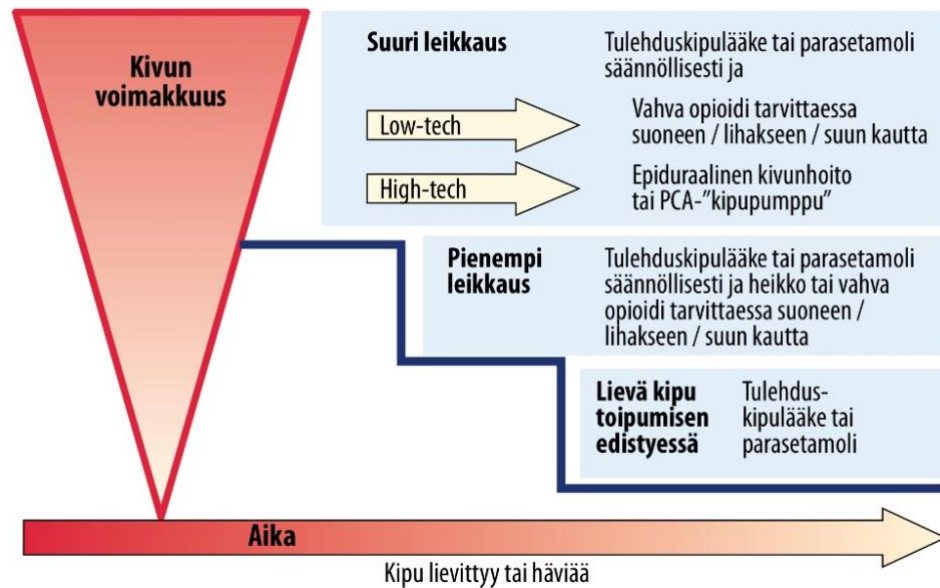 Kivun
voimakkuus
Suuri leikkaus
Tulehduskipulääke tai parasetamoli
säännöllisesti ja
Low-tech
Vahva opioidi tarvittaessa
suoneen / lihakseen / suun kautta
High-tech
Epiduraalinen kivunhoito
tai PCA-”kipupumppu”
Pienempi
leikkaus
Tulehduskipulääke tai parasetamoli
säännöllisesti ja heikko tai vahva
opioidi tarvittaessa suoneen /
lihakseen / suun kautta
Lievä kipu
toipumisen
edistyessä
Tulehdus-
kipulääke tai
parasetamoli
Aika
Kipu lievittyy tai häviää